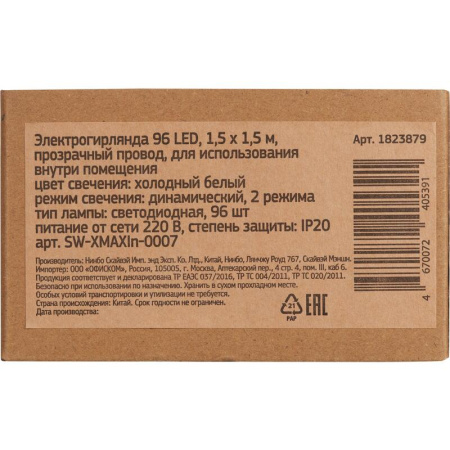 Электрогирлянда 96 LED, 1,5 x 1,5 м,
прозрачный провод, для использования
внутри помещения
цвет свечения: холодный белый
режим свечения: динамический, 2 режима
тип лампы: светодиодная, 96 шт
питание от сети 220 В, степень защиты: IP20
арт. SW-XMAXIn-0007
Арт. 1823879
Производитель: Нинбо Скайвей Имп. энд Эксп. Ко. Лтд., Китай, Нинбо, Линчжу Роуд 767, Скайвэй Мэншн.
Импортер: ООО «ОФИСКОМ», Россия, 105005, г. Москва, Аптекарский пер., 4 стр. 4, пом. III, каб 6.
Продукция соответствует требованиям ТР ЕАЭС 037/2016, ТР ТС 004/2011, ТР ТС 020/2011.
Безопасно при использовании по назначению. Хранить в сухом прохладном месте.
Особых условий транспортировки и утилизации не требуется.
Страна происхождения: Китай. Срок годности не ограничен.
Дата производства:
21
PAP
EAC
4 670072 405391